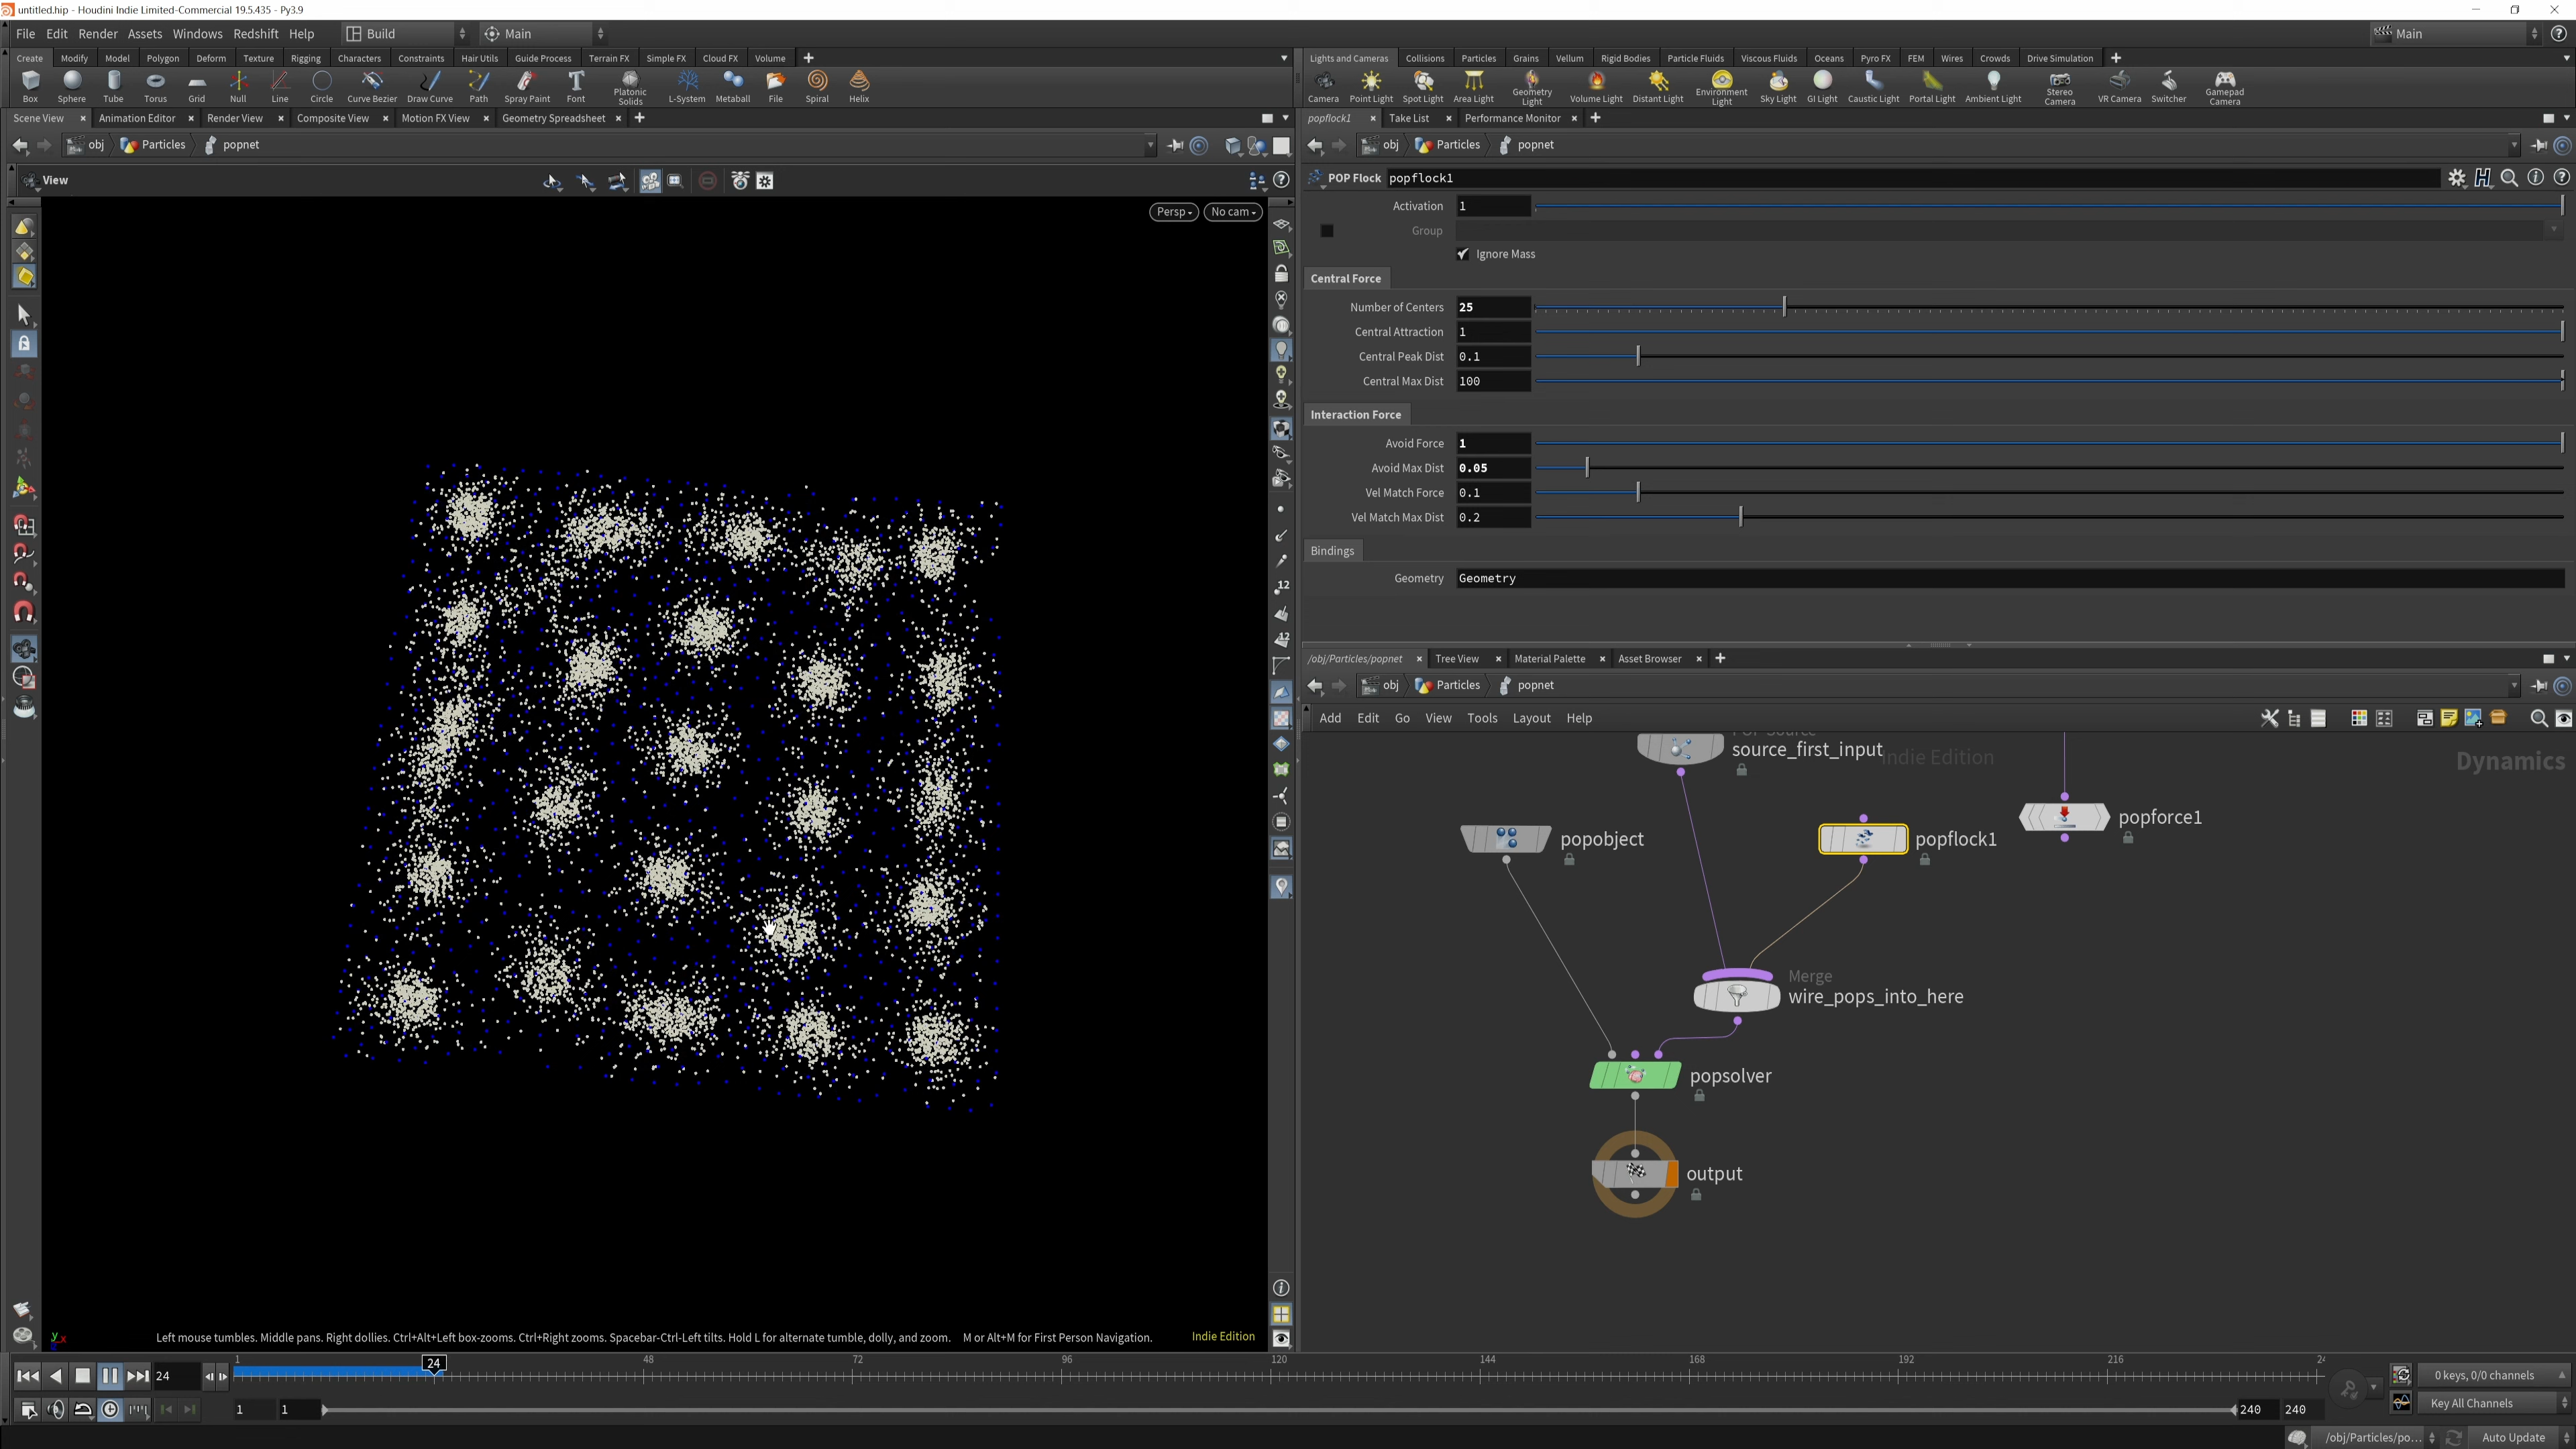 untitled.hip - Houdini Indie Limited-Commercial 19.5.435 - Py3.9
File Edit Render Assets Windows Redshift Help Build Main Main
Create Modify Model Polygon Deform Texture Rigging Characters Constraints Hair Utils Guide Process Terrain FX Simple FX Cloud FX Volume
Box Sphere Tube Torus Grid Null Line Circle Curve Bezier Draw Curve Path Spray Paint Font Platonic Solids L-System Metaball File Spiral Helix
Lights and Cameras Collisions Particles Grains Vellum Rigid Bodies Particle Fluids Viscous Fluids Oceans Pyro FX FEM Wires Crowds Drive Simulation
Camera Point Light Spot Light Area Light Geometry Light Volume Light Distant Light Environment Light Sky Light GI Light Caustic Light Portal Light Ambient Light Stereo Camera VR Camera Switcher Gamepad Camera
Scene View Animation Editor Render View Composite View Motion FX View Geometry Spreadsheet
obj Particles popnet
View
Persp No cam
12
12
Left mouse tumbles. Middle pans. Right dollies. Ctrl+Alt+Left box-zooms. Ctrl+Right zooms. Spacebar-Ctrl-Left tilts. Hold L for alternate tumble, dolly, and zoom. M or Alt+M for First Person Navigation.
Indie Edition
y x
popflock1 Take List Performance Monitor
obj Particles popnet
POP Flock popflock1
Activation 1
Group
Ignore Mass
Central Force
Number of Centers 25
Central Attraction 1
Central Peak Dist 0.1
Central Max Dist 100
Interaction Force
Avoid Force 1
Avoid Max Dist 0.05
Vel Match Force 0.1
Vel Match Max Dist 0.2
Bindings
Geometry Geometry
/obj/Particles/popnet Tree View Material Palette Asset Browser
obj Particles popnet
Add Edit Go View Tools Layout Help
POP Source
source_first_input
Indie Edition
Dynamics
popobject
popflock1
popforce1
Merge
wire_pops_into_here
popsolver
output
24
1 24 48 72 96 120 144 168 192 216 24
1 1 240 240
0 keys, 0/0 channels
Key All Channels
/obj/Particles/po... Auto Update